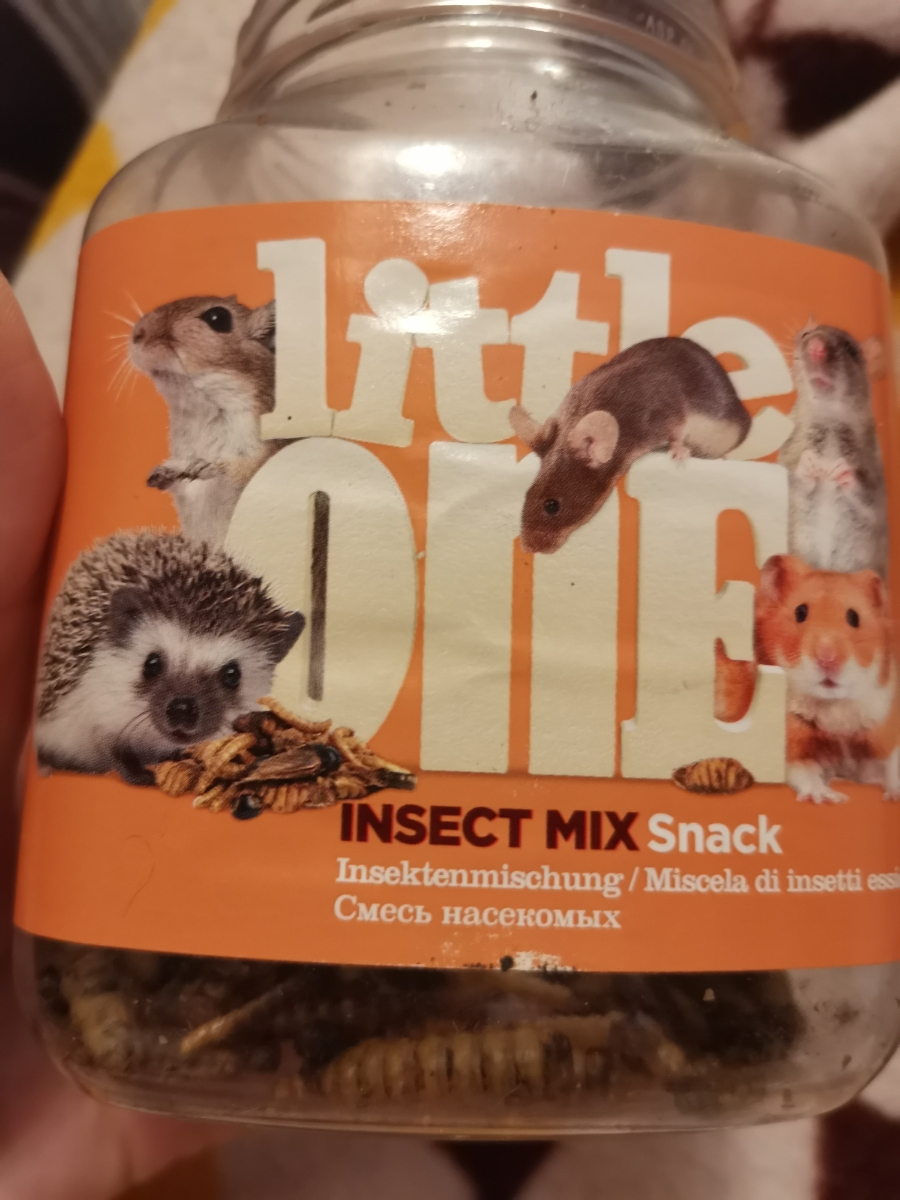 little
one
INSECT MIX Snack
Insektenmischung / Miscela di insetti
Смесь насекомых